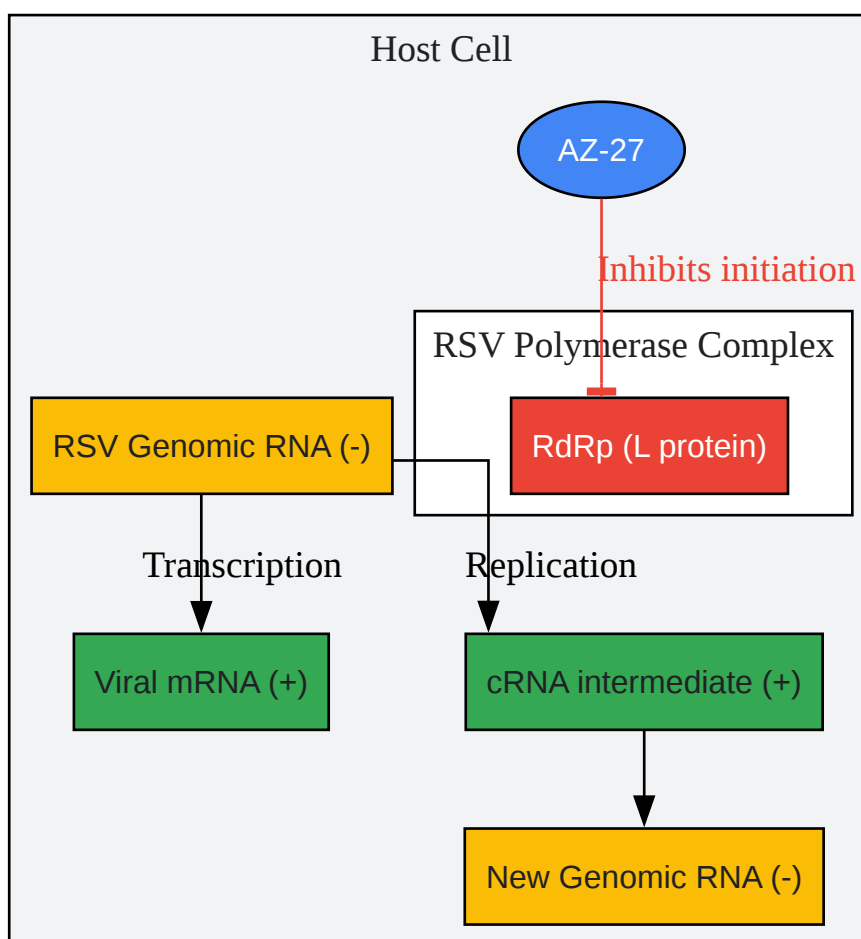 Host Cell
AZ-27
Inhibits initiation
RSV Polymerase Complex
RSV Genomic RNA (-)
RdRp (L protein)
Transcription
Replication
Viral mRNA (+)
cRNA intermediate (+)
New Genomic RNA (-)